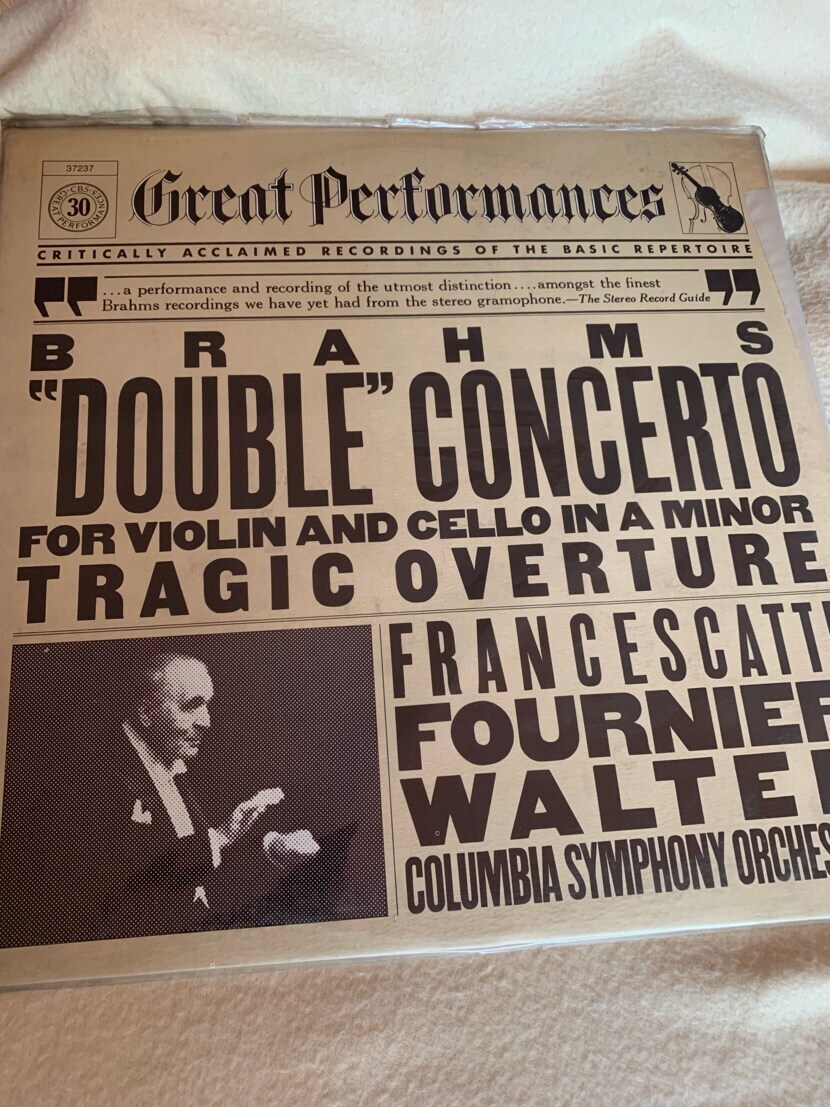 37237
Great Performances
CBS
GREAT PERFORMANCES
30
CRITICALLY ACCLAIMED RECORDINGS OF THE BASIC REPERTOIRE
"...a performance and recording of the utmost distinction....amongst the finest
Brahms recordings we have yet had from the stereo gramophone.—The Stereo Record Guide"
BRAHMS
"DOUBLE" CONCERTO
FOR VIOLIN AND CELLO IN A MINOR
TRAGIC OVERTURE
FRANCESCATT
FOURNIER
WALTE
COLUMBIA SYMPHONY ORCHES